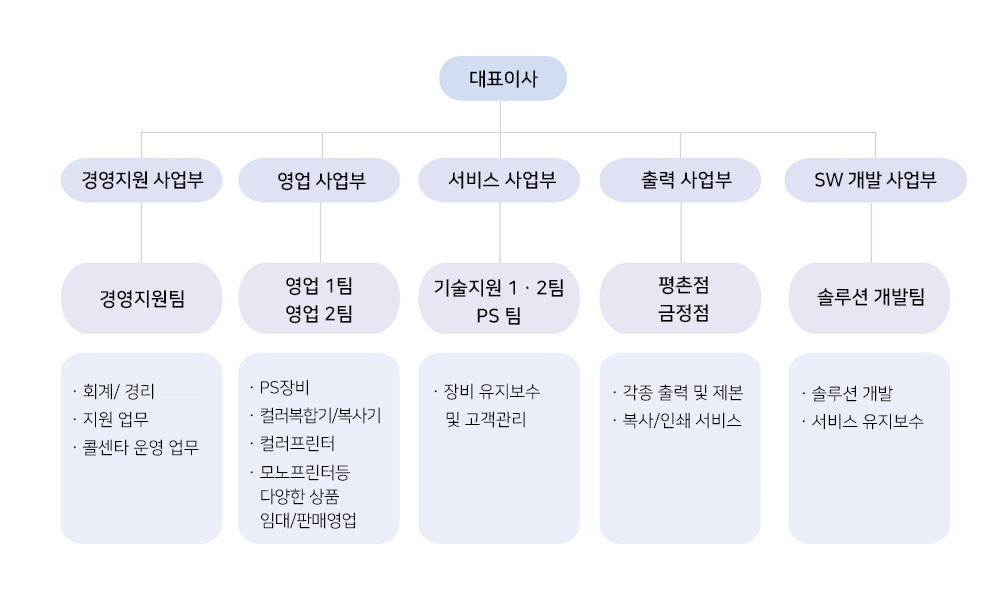 대표이사
경영지원 사업부
영업 사업부
서비스 사업부
출력 사업부
SW 개발 사업부
경영지원팀
영업 1팀
영업 2팀
기술지원 1 · 2팀
PS 팀
평촌점
금정점
솔루션 개발팀
· 회계/ 경리
· 지원 업무
· 콜센타 운영 업무
· PS장비
· 컬러복합기/복사기
· 컬러프린터
· 모노프린터등
다양한 상품
임대/판매영업
· 장비 유지보수
및 고객관리
· 각종 출력 및 제본
· 복사/인쇄 서비스
· 솔루션 개발
· 서비스 유지보수